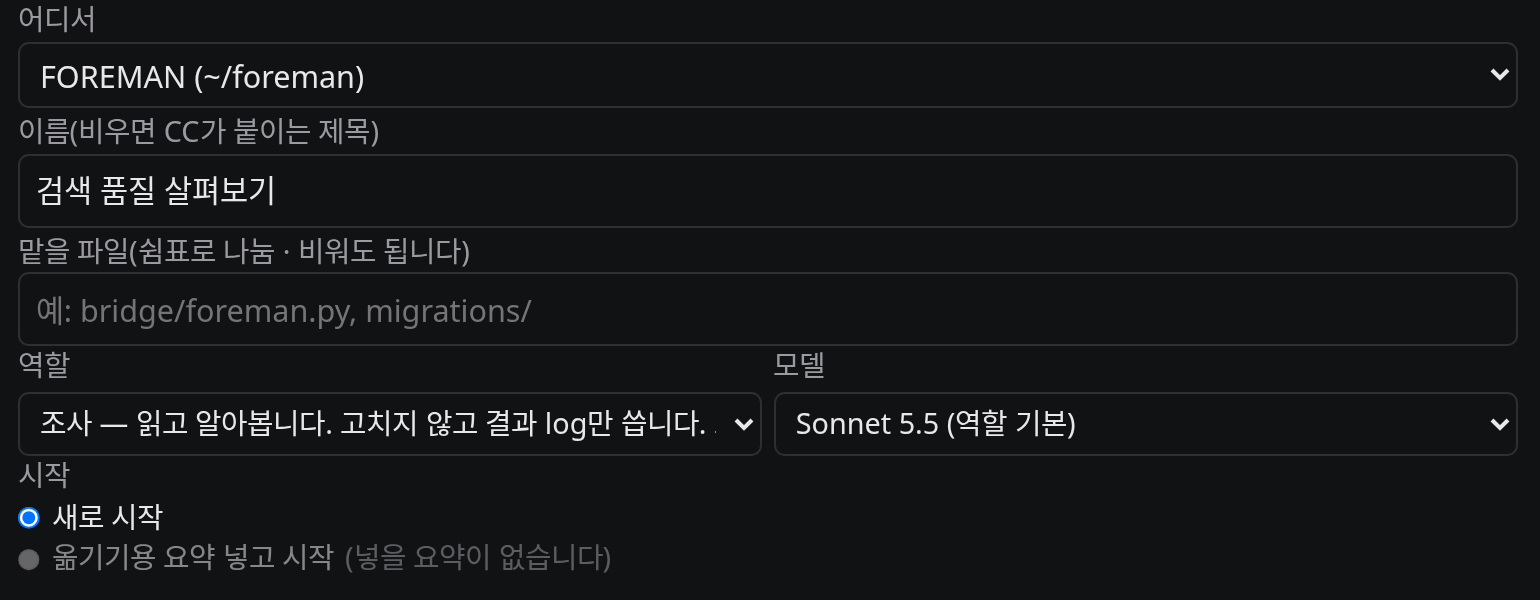 어디서
FOREMAN (~/foreman)
이름(비우면 CC가 붙이는 제목)
검색 품질 살펴보기
맡을 파일(쉼표로 나눔 · 비워도 됩니다)
예: bridge/foreman.py, migrations/
역할
모델
조사 — 읽고 알아봅니다. 고치지 않고 결과 log만 씁니다.
Sonnet 5.5 (역할 기본)
시작
새로 시작
옮기기용 요약 넣고 시작 (넣을 요약이 없습니다)